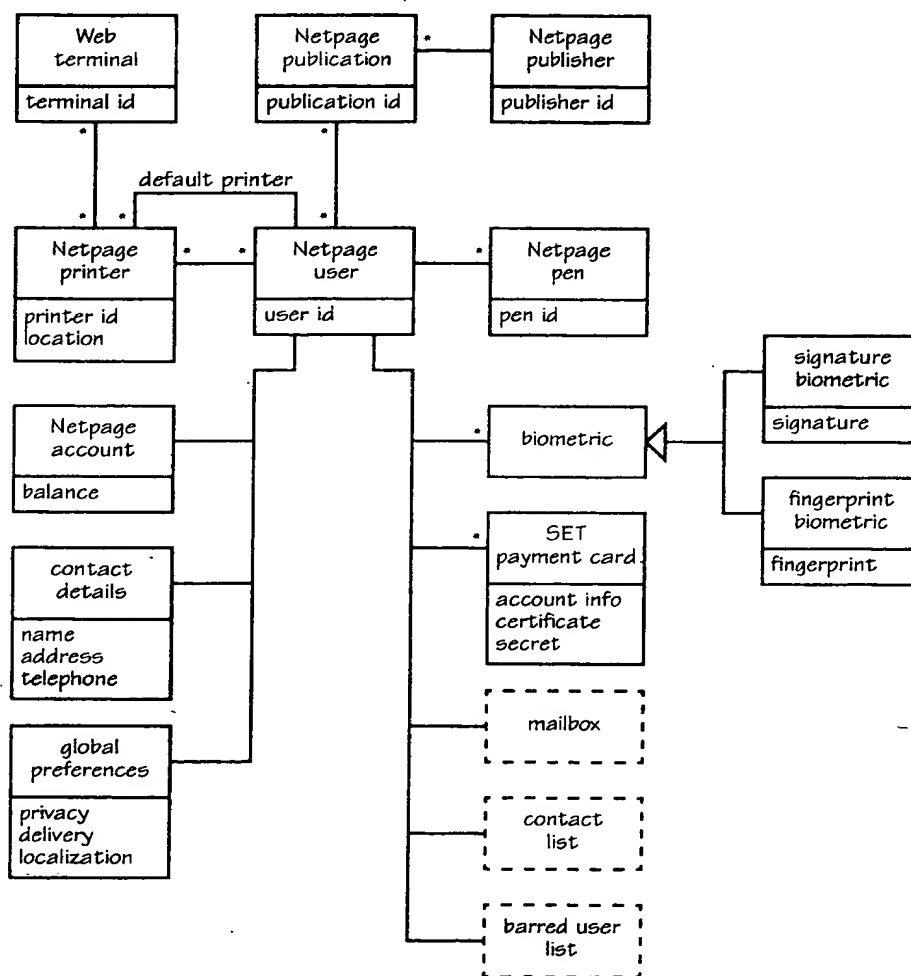 Web
terminal
terminal id
Netpage
publication
publication id
*
Netpage
publisher
publisher id
*
*
default printer
*
*
*
Netpage
printer
printer id
location
*
*
Netpage
user
user id
*
Netpage
pen
pen id
signature
biometric
signature
Netpage
account
balance
*
biometric
fingerprint
biometric
fingerprint
*
SET
payment card
account info
certificate
secret
contact
details
name
address
telephone
mailbox
global
preferences
privacy
delivery
localization
contact
list
barred user
list